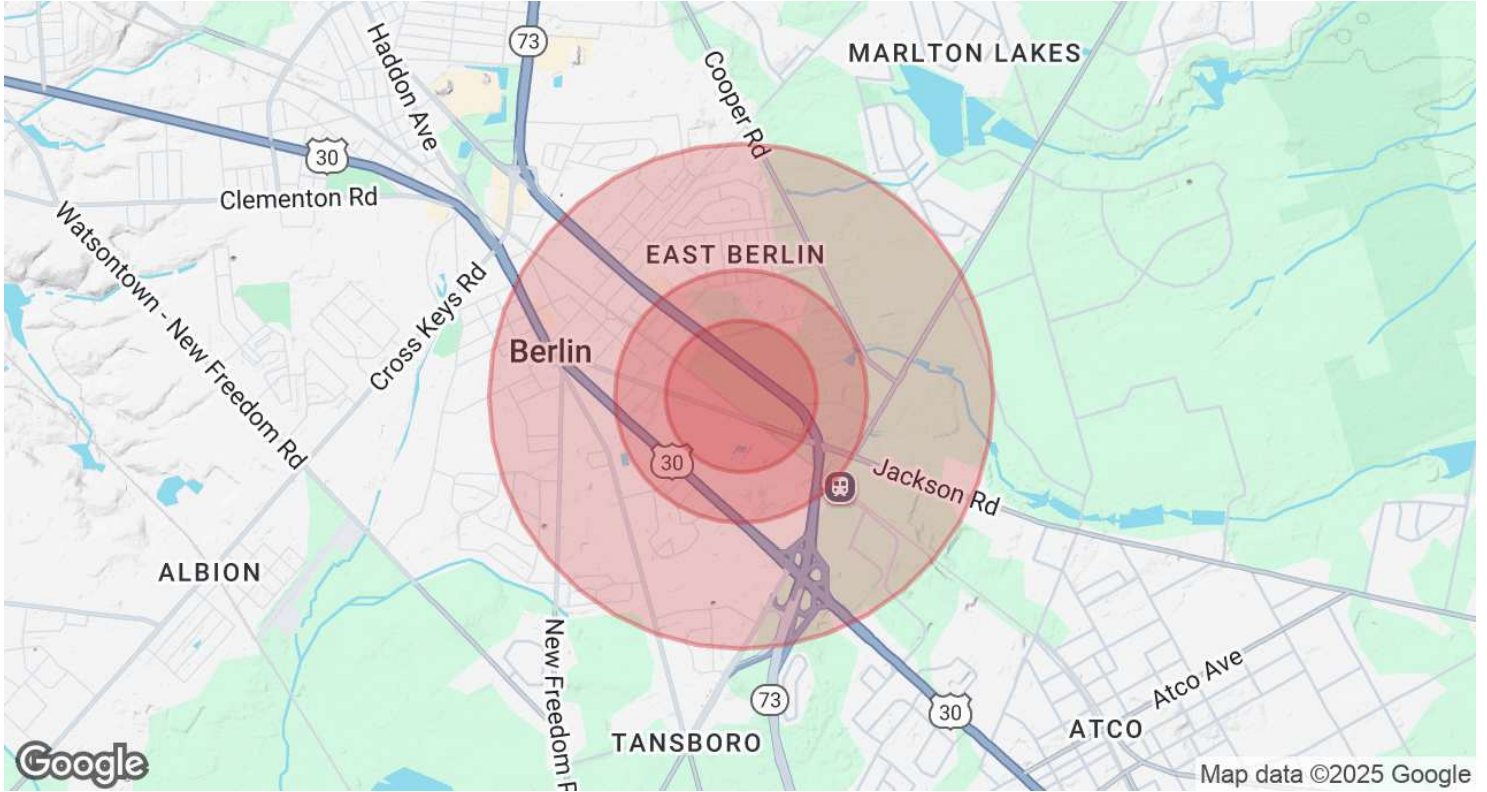 73
MARLTON LAKES
Haddon Ave
Cooper Rd
30
Clementon Rd
Watsontown - New Freedom Rd
EAST BERLIN
Cross Keys Rd
Berlin
30
Jackson Rd
ALBION
New Freedom R
73
30
Atco Ave
TANSBORO
ATCO
Google
Map data ©2025 Google